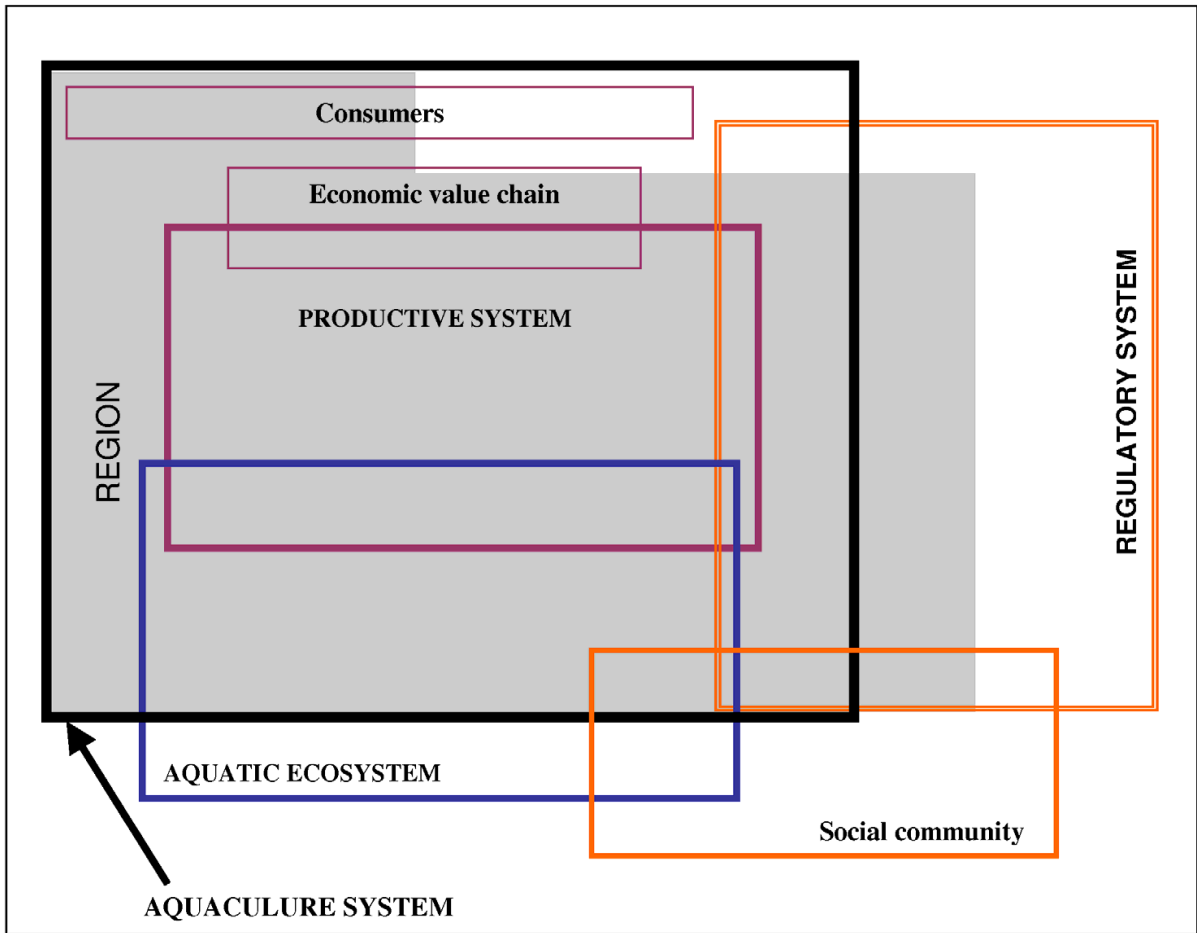 Consumers
Economic value chain
PRODUCTIVE SYSTEM
REGION
REGULATORY SYSTEM
AQUATIC ECOSYSTEM
Social community
AQUACULURE SYSTEM